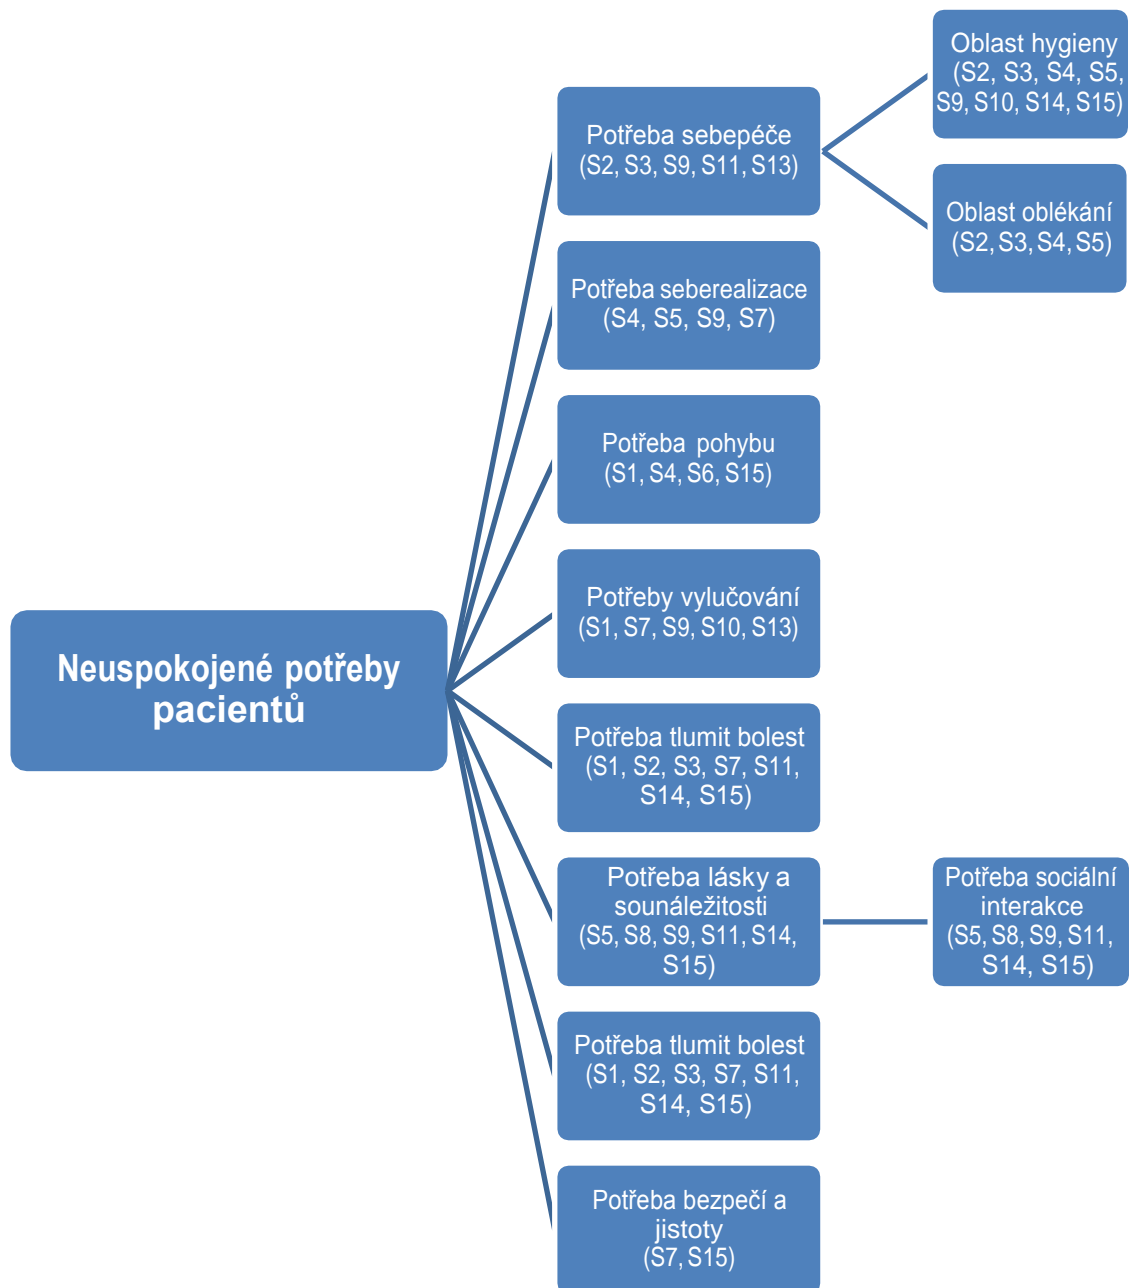 Neuspokojené potřeby
pacientů
Potřeba sebepéče
(S2, S3, S9, S11, S13)
Oblast hygieny
(S2, S3, S4, S5,
S9, S10, S14, S15)
Oblast oblékání
(S2, S3, S4, S5)
Potřeba seberealizace
(S4, S5, S9, S7)
Potřeba pohybu
(S1, S4, S6, S15)
Potřeby vylučování
(S1, S7, S9, S10, S13)
Potřeba tlumit bolest
(S1, S2, S3, S7, S11,
S14, S15)
Potřeba lásky a
sounáležitosti
(S5, S8, S9, S11, S14,
S15)
Potřeba sociální
interakce
(S5, S8, S9, S11,
S14, S15)
Potřeba tlumit bolest
(S1, S2, S3, S7, S11,
S14, S15)
Potřeba bezpečí a
jistoty
(S7, S15)